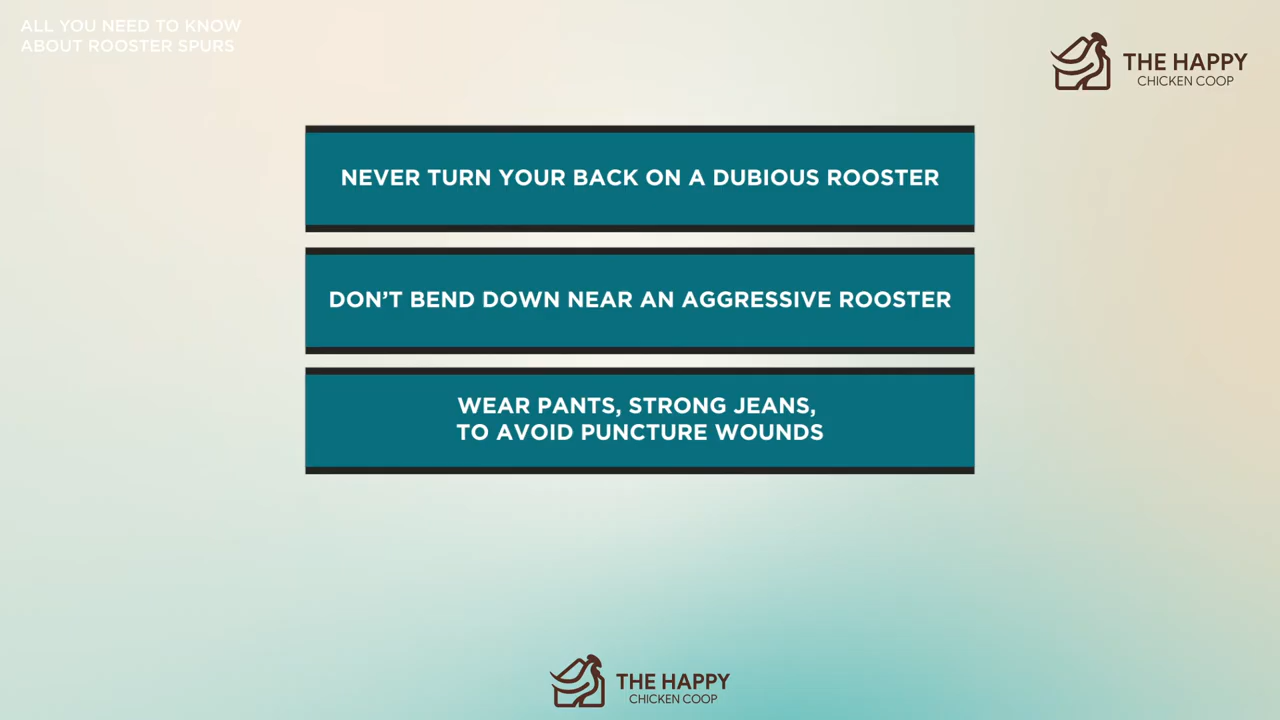 ALL YOU NEED TO KNOW
ABOUT ROOSTER SPURS
THE HAPPY
CHICKEN COOP
NEVER TURN YOUR BACK ON A DUBIOUS ROOSTER
DON'T BEND DOWN NEAR AN AGGRESSIVE ROOSTER
WEAR PANTS, STRONG JEANS,
TO AVOID PUNCTURE WOUNDS
THE HAPPY
CHICKEN COOP